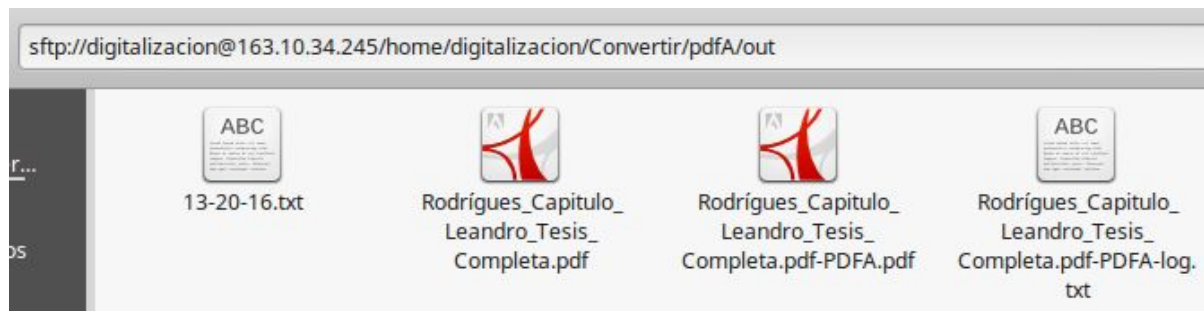 sftp://digitalizacion@163.10.34.245/home/digitalizacion/Convertir/pdfA/out
r...
os
ABC
13-20-16.txt
Rodrígues_Capitulo_
Leandro_Tesis_
Completa.pdf
Rodrígues_Capitulo_
Leandro_Tesis_
Completa.pdf-PDFA.pdf
ABC
Rodrígues_Capitulo_
Leandro_Tesis_
Completa.pdf-PDFA-log.
txt